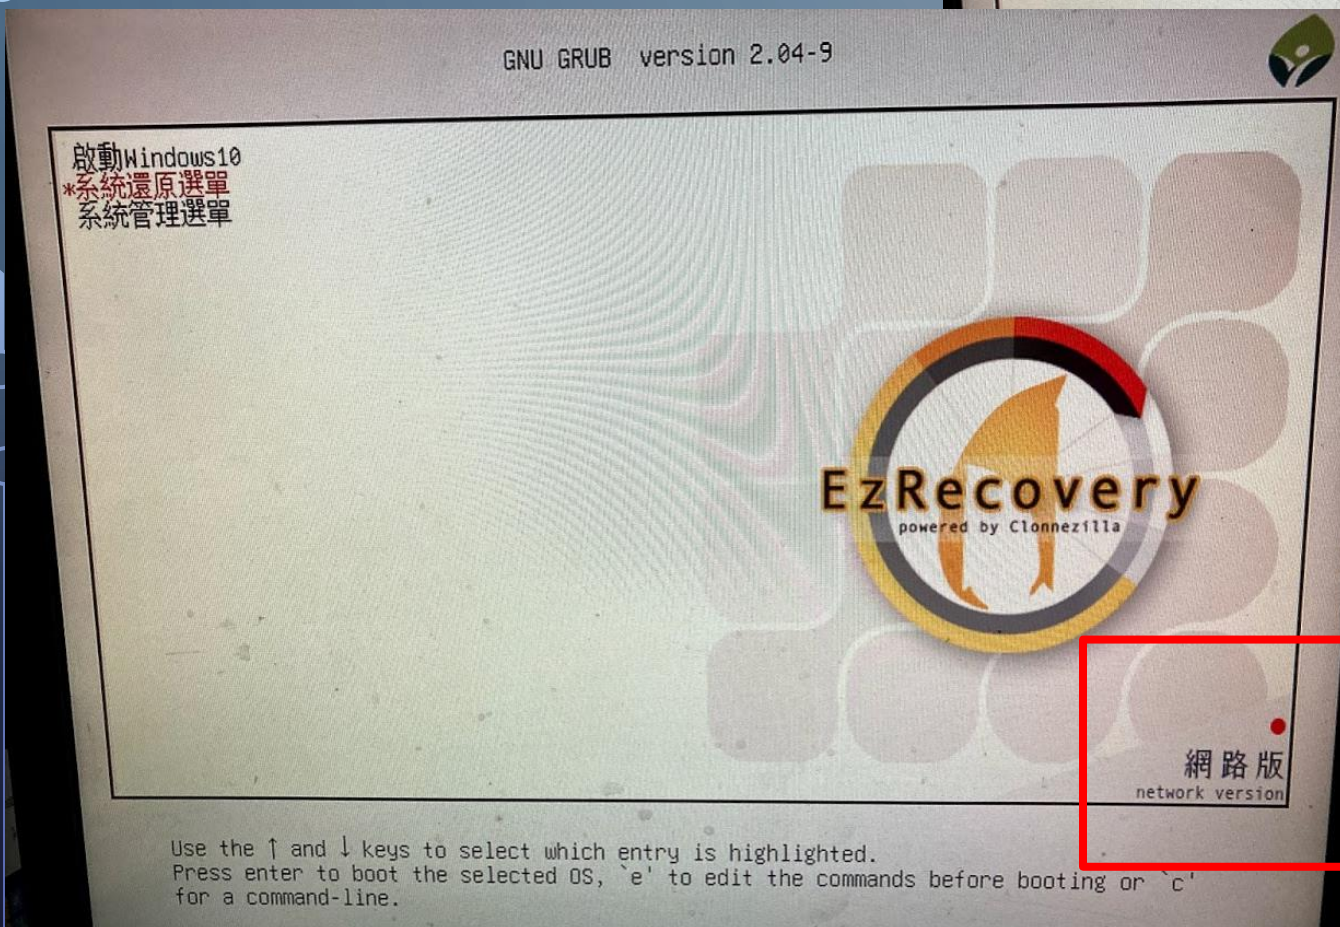 GNU GRUB  version 2.04-9
啟動Windows10
*系統還原選單
系統管理選單
EzRecovery
powered by Clonnezilla
網路版
network version
Use the ↑ and ↓ keys to select which entry is highlighted.
Press enter to boot the selected OS, `e' to edit the commands before booting or `c'
for a command-line.